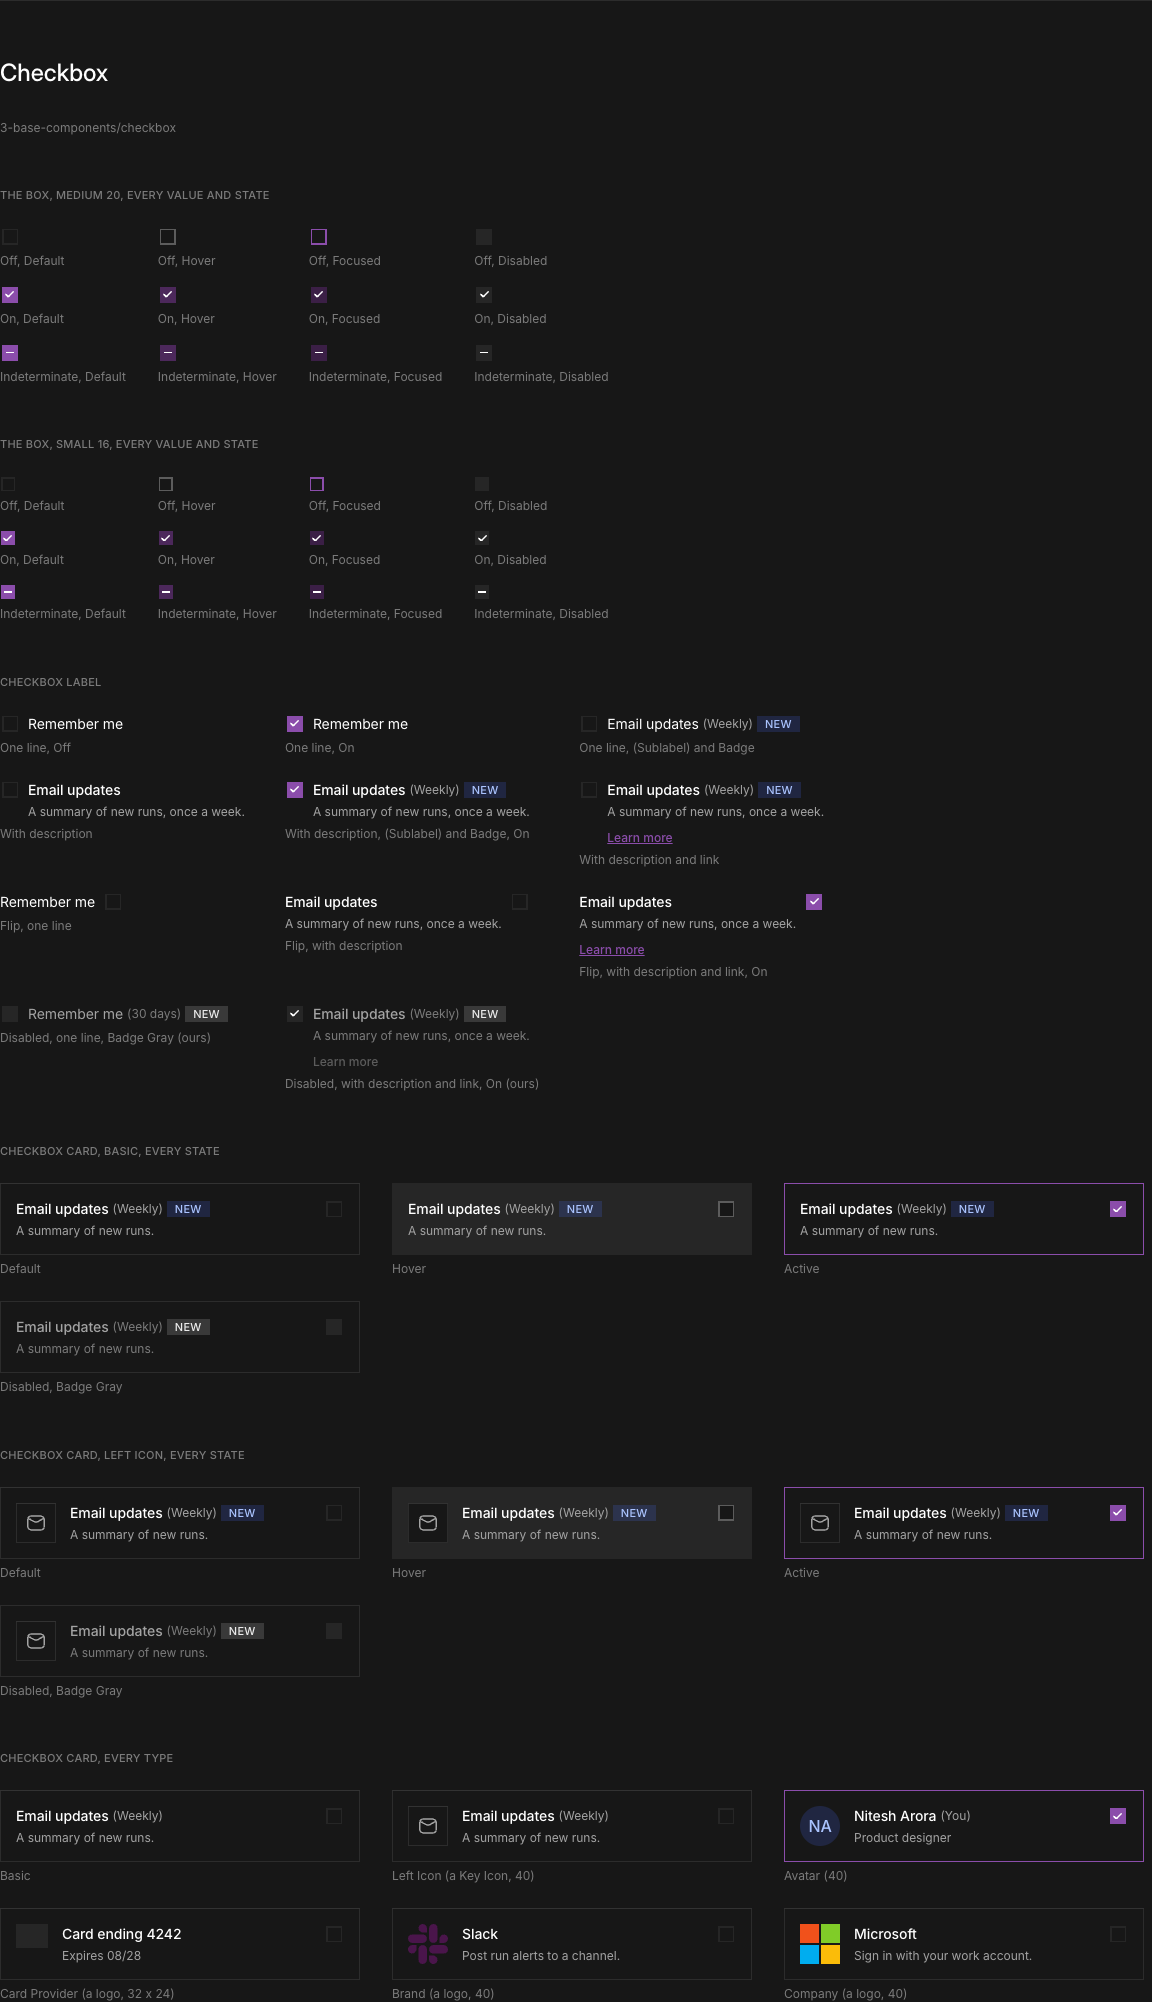 Checkbox
3-base-components/checkbox
THE BOX, MEDIUM 20, EVERY VALUE AND STATE
Off, Default
Off, Hover
Off, Focused
Off, Disabled
On, Default
On, Hover
On, Focused
On, Disabled
Indeterminate, Default
Indeterminate, Hover
Indeterminate, Focused
Indeterminate, Disabled
THE BOX, SMALL 16, EVERY VALUE AND STATE
Off, Default
Off, Hover
Off, Focused
Off, Disabled
On, Default
On, Hover
On, Focused
On, Disabled
Indeterminate, Default
Indeterminate, Hover
Indeterminate, Focused
Indeterminate, Disabled
CHECKBOX LABEL
Remember me
One line, Off
Remember me
One line, On
Email updates (Weekly) NEW
One line, (Sublabel) and Badge
Email updates
A summary of new runs, once a week.
With description
Email updates (Weekly) NEW
A summary of new runs, once a week.
With description, (Sublabel) and Badge, On
Email updates (Weekly) NEW
A summary of new runs, once a week.
Learn more
With description and link
Remember me
Flip, one line
Email updates
A summary of new runs, once a week.
Flip, with description
Email updates
A summary of new runs, once a week.
Learn more
Flip, with description and link, On
Remember me (30 days) NEW
Disabled, one line, Badge Gray (ours)
Email updates (Weekly) NEW
A summary of new runs, once a week.
Learn more
Disabled, with description and link, On (ours)
CHECKBOX CARD, BASIC, EVERY STATE
Email updates (Weekly) NEW
A summary of new runs.
Default
Email updates (Weekly) NEW
A summary of new runs.
Hover
Email updates (Weekly) NEW
A summary of new runs.
Active
Email updates (Weekly) NEW
A summary of new runs.
Disabled, Badge Gray
CHECKBOX CARD, LEFT ICON, EVERY STATE
Email updates (Weekly) NEW
A summary of new runs.
Default
Email updates (Weekly) NEW
A summary of new runs.
Hover
Email updates (Weekly) NEW
A summary of new runs.
Active
Email updates (Weekly) NEW
A summary of new runs.
Disabled, Badge Gray
CHECKBOX CARD, EVERY TYPE
Email updates (Weekly)
A summary of new runs.
Basic
Email updates (Weekly)
A summary of new runs.
Left Icon (a Key Icon, 40)
NA
Nitesh Arora (You)
Product designer
Avatar (40)
Card ending 4242
Expires 08/28
Card Provider (a logo, 32 x 24)
Slack
Post run alerts to a channel.
Brand (a logo, 40)
Microsoft
Sign in with your work account.
Company (a logo, 40)